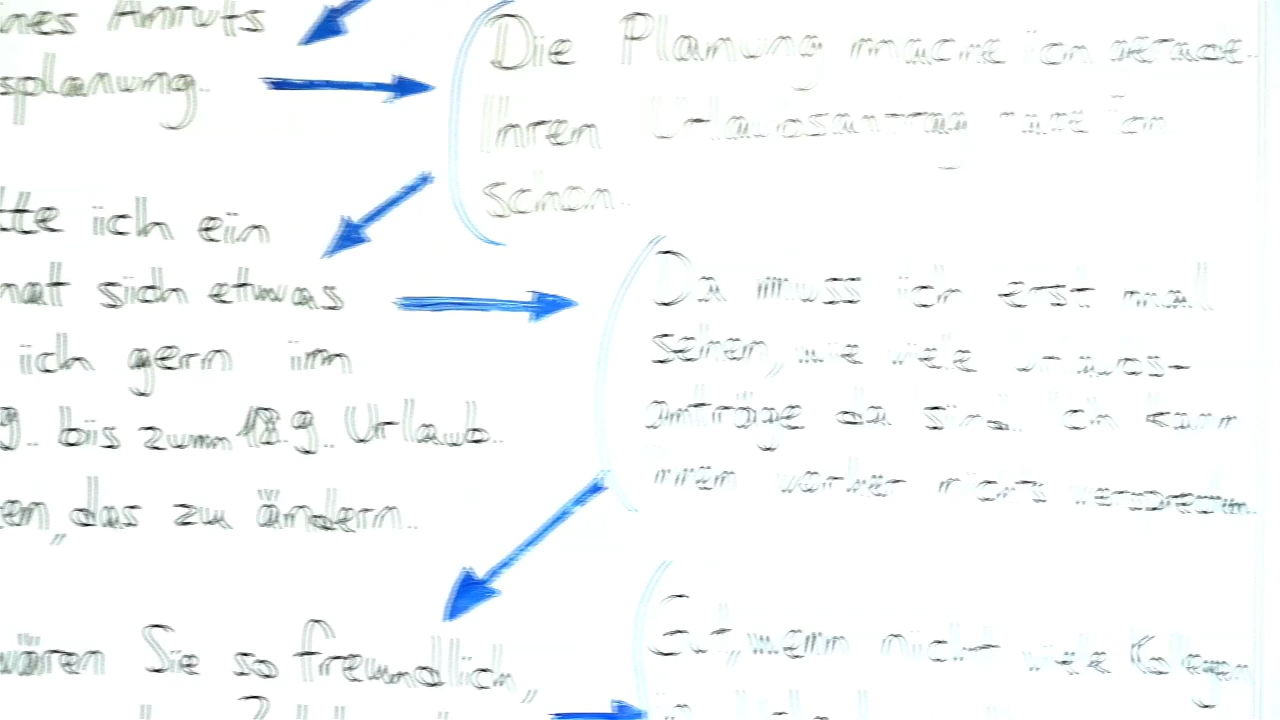 ines Anrufs
splanung.
Die Planung mache ich gerade.
Ihren Urlaubsantrag habe ich
schon.
tte ich ein
hat sich etwas
ich gern im
9. bis zum 18.9. Urlaub.
en, das zu ändern.
Da muss ich erst mal
sehen, wie viele Urlaubs-
anträge da sind. Ich kann
Ihnen vorher nichts versprechen.
wären Sie so freundlich,
Gut, wenn nicht viele Kollegen